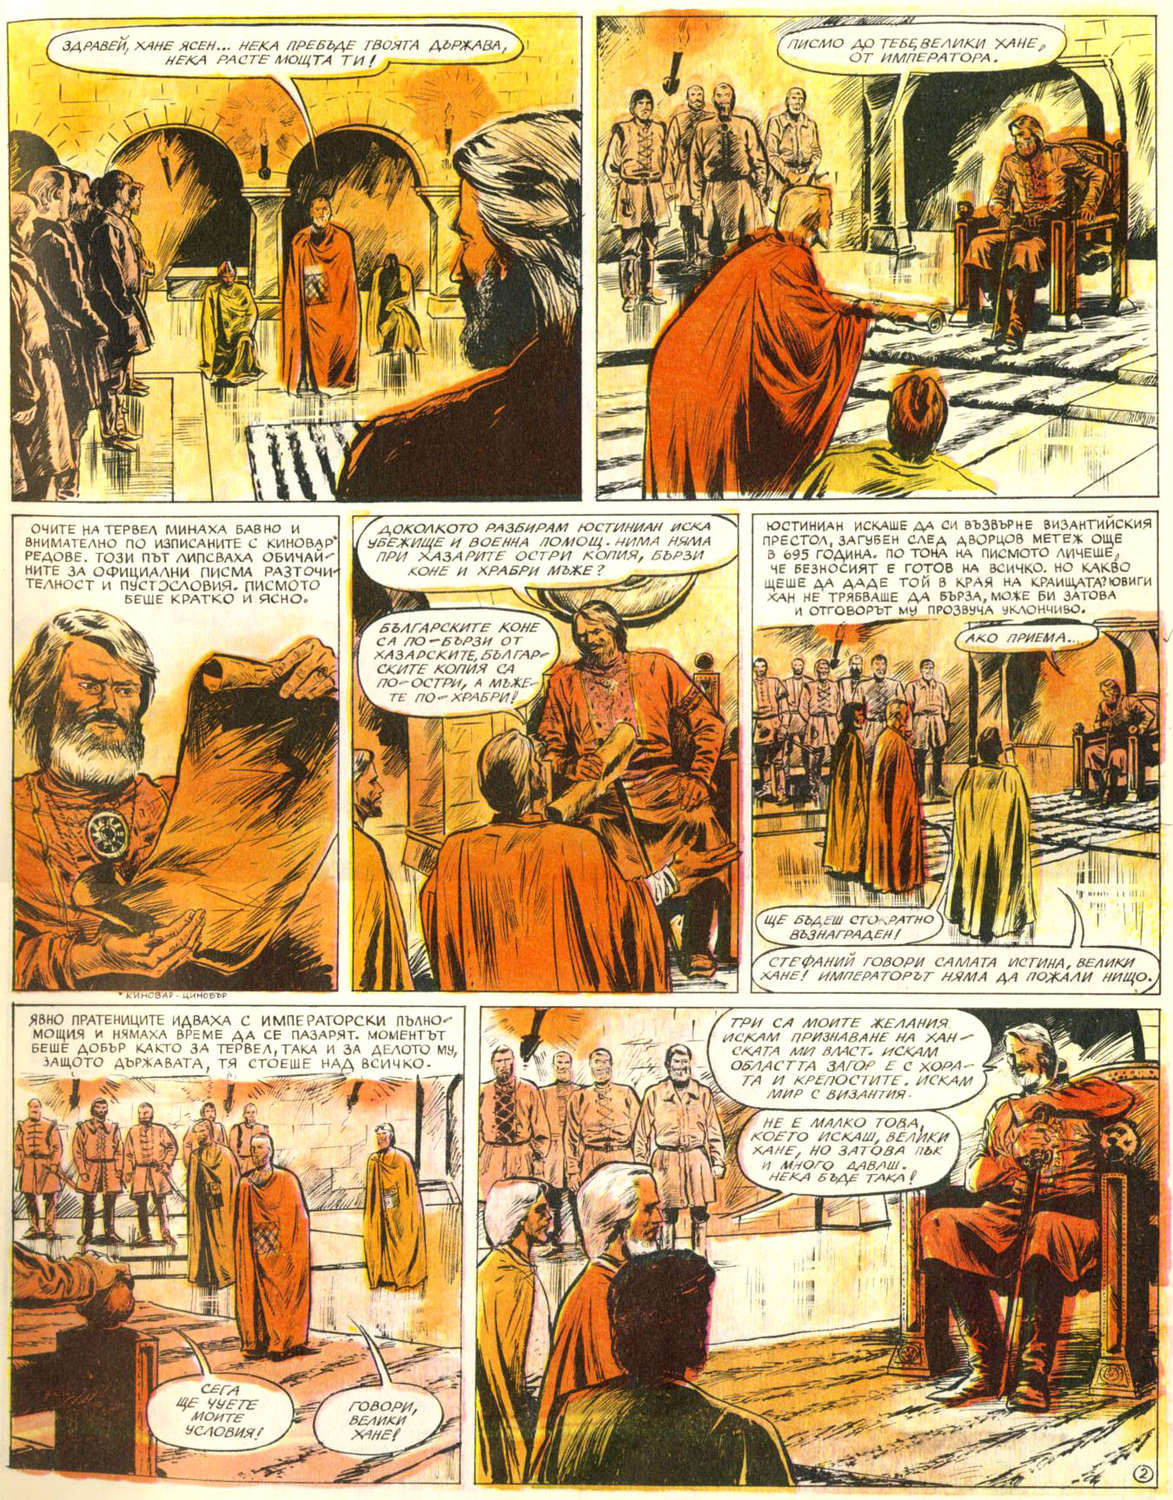 ЗДРАВЕЙ, ХАНЕ ЯСЕН... НЕКА ПРЕБЪДЕ ТВОЯТА ДЪРЖАВА,
НЕКА РАСТЕ МОЩТА ТИ!
ПИСМО ДО ТЕБЕ, ВЕЛИКИ ХАНЕ,
ОТ ИМПЕРАТОРА.
ОЧИТЕ НА ТЕРВЕЛ МИНАХА БАВНО И
ВНИМАТЕЛНО ПО ИЗПИСАНИТЕ С КИНОВАР*
РЕДОВЕ. ТОЗИ ПЪТ ЛИПСВАХА ОБИЧАЙ-
НИТЕ ЗА ОФИЦИАЛНИ ПИСМА РАЗТОЧИ-
ТЕЛНОСТ И ПУСТОСЛОВИЯ. ПИСМОТО
БЕШЕ КРАТКО И ЯСНО.
* КИНОВАР - ЦИНОБЪР
ДОКОЛКОТО РАЗБИРАМ ЮСТИНИАН ИСКА
УБЕЖИЩЕ И ВОЕННА ПОМОЩ. НИМА НЯМА
ПРИ ХАЗАРИТЕ ОСТРИ КОПИЯ, БЪРЗИ
КОНЕ И ХРАБРИ МЪЖЕ?
БЪЛГАРСКИТЕ КОНЕ
СА ПО-БЪРЗИ ОТ
ХАЗАРСКИТЕ, БЪЛГАР-
СКИТЕ КОПИЯ СА
ПО-ОСТРИ, А МЪЖЕ-
ТЕ ПО-ХРАБРИ!
ЮСТИНИАН ИСКАШЕ ДА СИ ВЪЗВЪРНЕ ВИЗАНТИЙСКИЯ
ПРЕСТОЛ, ЗАГУБЕН СЛЕД ДВОРЦОВ МЕТЕЖ ОЩЕ
В 695 ГОДИНА. ПО ТОНА НА ПИСМОТО ЛИЧЕШЕ,
ЧЕ БЕЗНОСИЯТ Е ГОТОВ НА ВСИЧКО. НО КАКВО
ЩЕШЕ ДА ДАДЕ ТОЙ В КРАЯ НА КРАИЩАТА? ЮВИГИ
ХАН НЕ ТРЯБВАШЕ ДА БЪРЗА, МОЖЕ БИ ЗАТОВА
И ОТГОВОРЪТ МУ ПРОЗВУЧА УКЛОНЧИВО.
АКО ПРИЕМА...
ЩЕ БЪДЕШ СТОКРАТНО
ВЪЗНАГРАДЕН!
СТЕФАНИЙ ГОВОРИ САМАТА ИСТИНА, ВЕЛИКИ
ХАНЕ! ИМПЕРАТОРЪТ НЯМА ДА ПОЖАЛИ НИЩО.
ЯВНО ПРАТЕНИЦИТЕ ИДВАХА С ИМПЕРАТОРСКИ ПЪЛНО-
МОЩИЯ И НЯМАХА ВРЕМЕ ДА СЕ ПАЗАРЯТ. МОМЕНТЪТ
БЕШЕ ДОБЪР КАКТО ЗА ТЕРВЕЛ, ТАКА И ЗА ДЕЛОТО МУ,
ЗАЩОТО ДЪРЖАВАТА, ТЯ СТОЕШЕ НАД ВСИЧКО.
СЕГА
ЩЕ ЧУЕТЕ
МОИТЕ
УСЛОВИЯ!
ГОВОРИ,
ВЕЛИКИ
ХАНЕ!
ТРИ СА МОИТЕ ЖЕЛАНИЯ.
ИСКАМ ПРИЗНАВАНЕ НА ХАН-
СКАТА МИ ВЛАСТ. ИСКАМ
ОБЛАСТТА ЗАГОР Е С ХОРА-
ТА И КРЕПОСТИТЕ. ИСКАМ
МИР С ВИЗАНТИЯ.
НЕ Е МАЛКО ТОВА,
КОЕТО ИСКАШ, ВЕЛИКИ
ХАНЕ, НО ЗАТОВА ПЪК
И МНОГО ДАВАШ.
НЕКА БЪДЕ ТАКА!
2